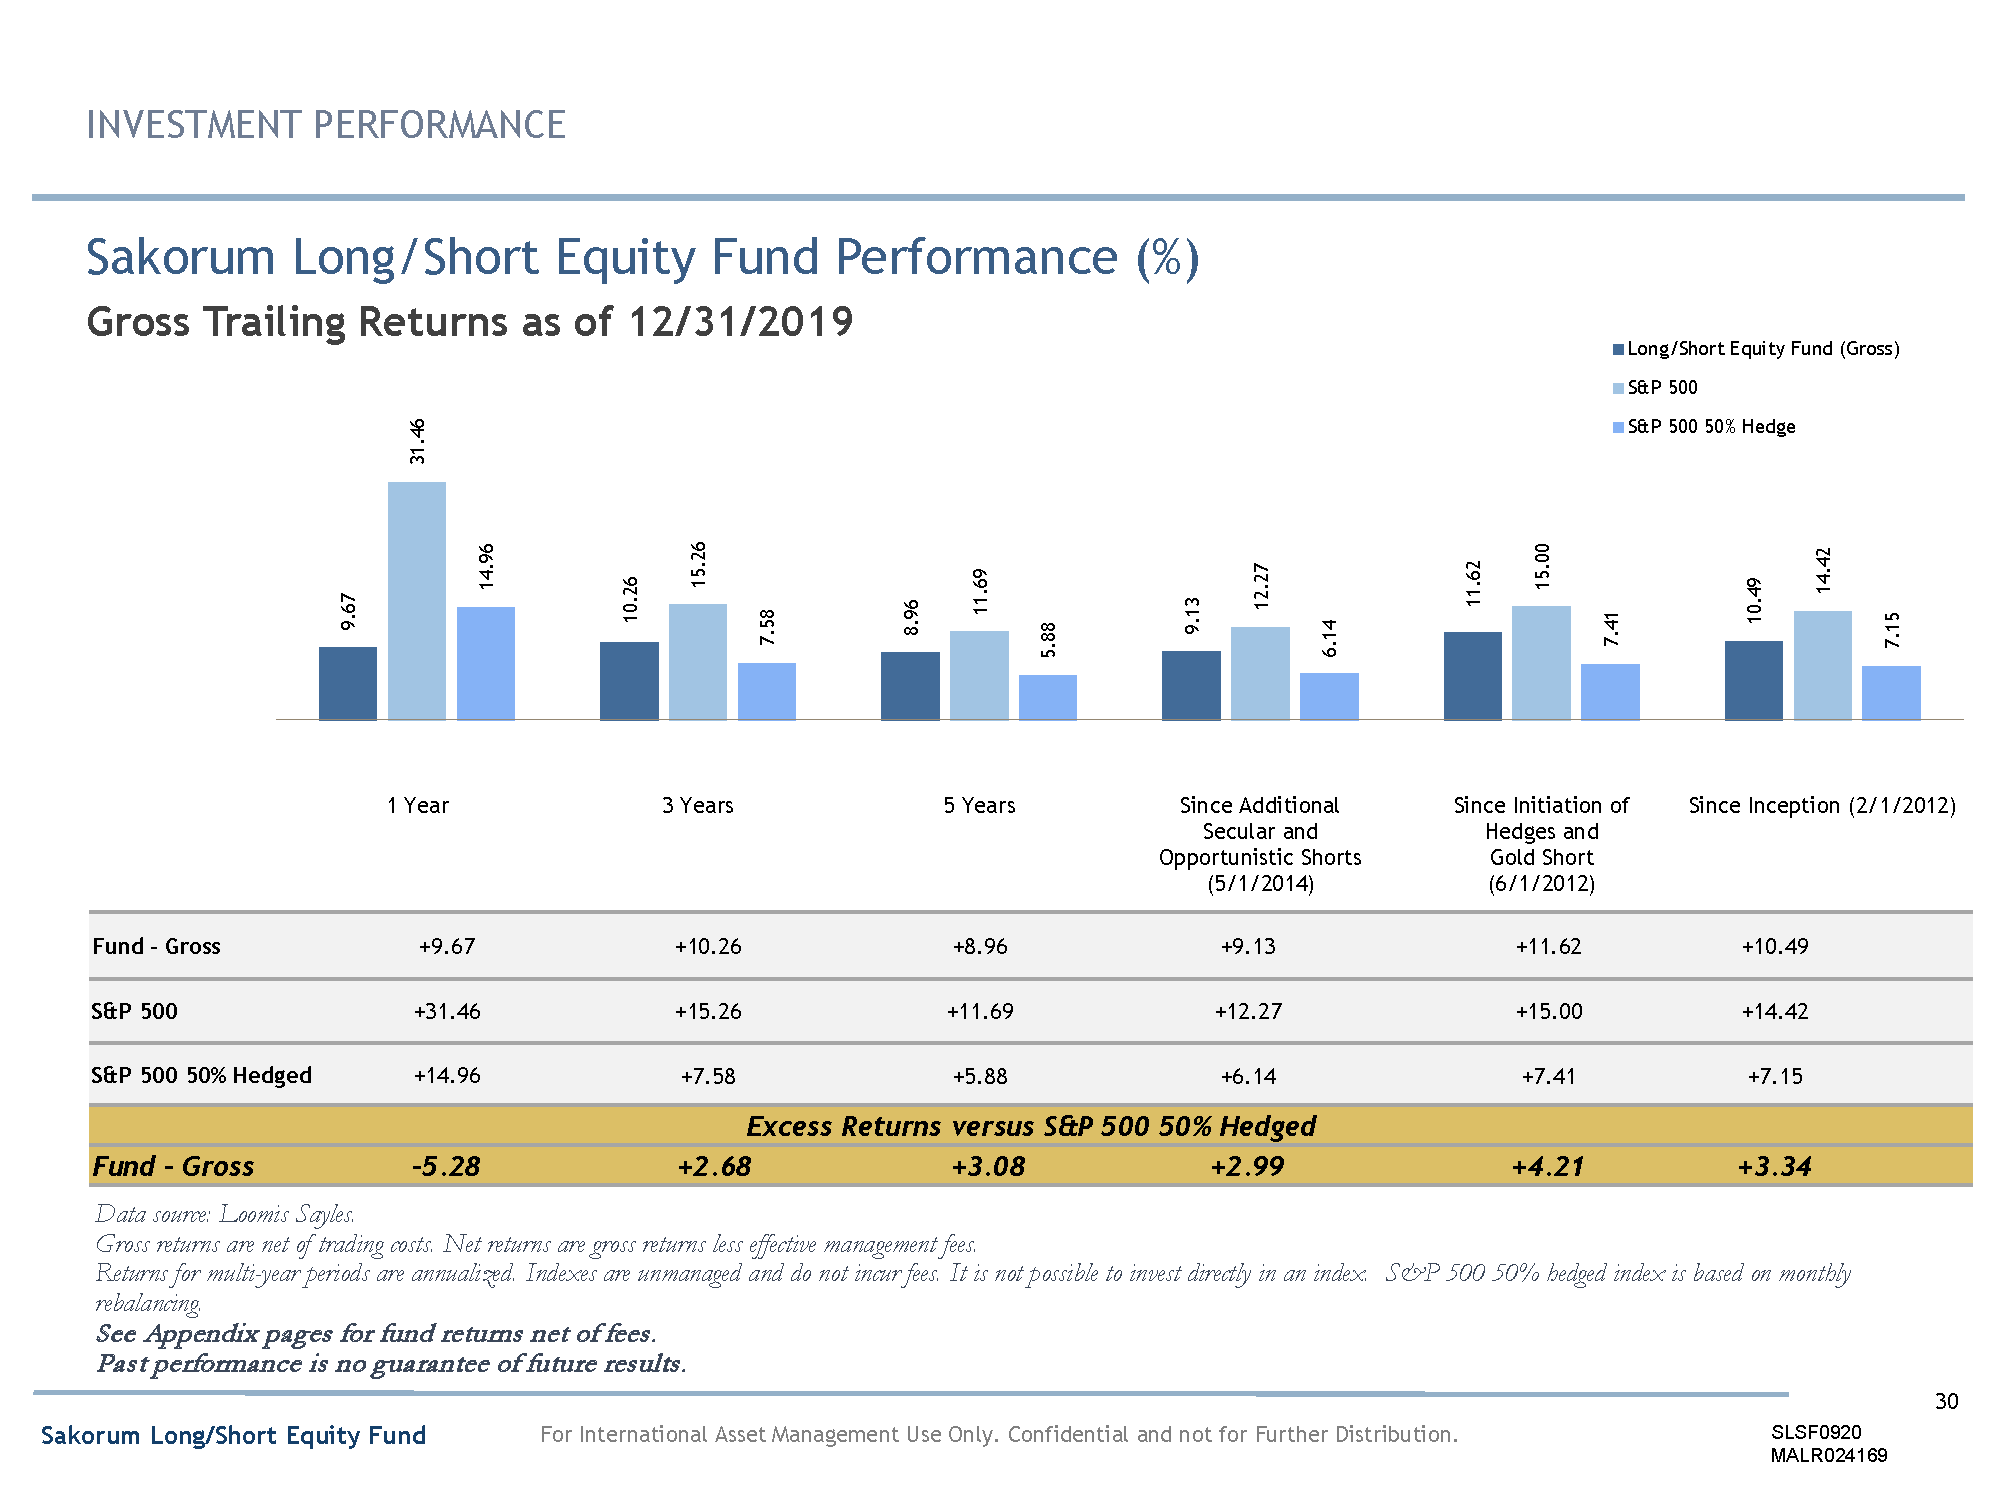 INVESTMENT PERFORMANCE
Sakorum Long/Short Equity Fund Performance (%)
Gross Trailing Returns as of 12/31/2019
Long/Short Equity Fund (Gross)
S&P 500
S&P 500 50% Hedge
9.67 31.46 14.96 10.26 15.26 7.58 8.96 11.69 5.88 9.13 12.27 6.14 11.62 15.00 7.41 10.49 14.42 7.15
1 Year 3 Years 5 Years Since Additional Since Initiation of Since Inception (2/1/2012)
Secular and Hedges and
Opportunistic Shorts Gold Short
(5/1/2014) (6/1/2012)
Fund - Gross +9.67 +10.26 +8.96 +9.13 +11.62 +10.49
S&P 500 +31.46 +15.26 +11.69 +12.27 +15.00 +14.42
S&P 500 50% Hedged +14.96 +7.58 +5.88 +6.14 +7.41 +7.15
Excess Returns versus S&P 500 50% Hedged
Fund - Gross -5.28 +2.68 +3.08 +2.99 +4.21 +3.34
Data source: Loomis Sayles.
Gross returns are net of trading costs. Net returns are gross returns less effective management fees.
Returns for multi-year periods are annualized. Indexes are unmanaged and do not incur fees. It is not possible to invest directly in an index. S&P 500 50% hedged index is based on monthly
rebalancing.
See Appendix pages for fund returns net of fees.
Past performance is no guarantee of future results.
30
Sakorum Long/Short Equity Fund For International Asset Management Use Only. Confidential and not for Further Distribution. SLSF0920
MALR024169